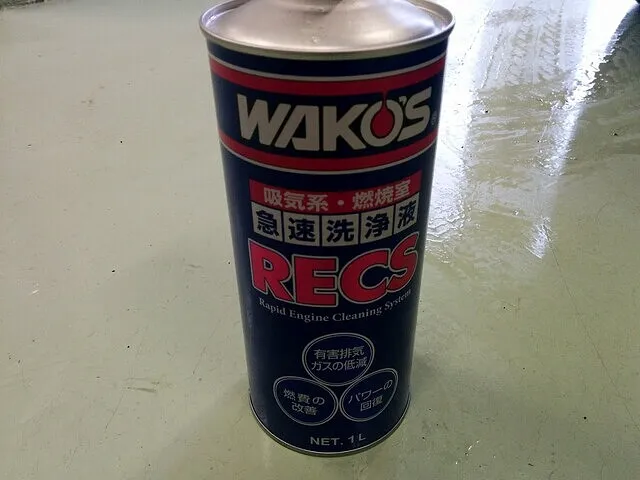 WAKO'S®
吸気系・燃焼室
急速洗浄液
RECS
Rapid Engine Cleaning System
有害排気
ガスの低減
燃費の
改善
パワーの
回復
NET. 1L